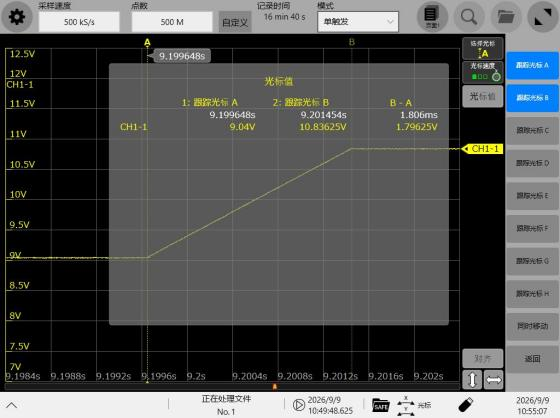 采样速度 点数 记录时间 模式
500 kS/s 500 M 自定义 16 min 40 s 单触发
A B
9.199648s
12.5V
12V
CH1-1
11.5V
11V
10.5V
10V
9.5V
9V
8.5V
8V
7.5V
7V
光标值
1: 跟踪光标 A 2: 跟踪光标 B B - A
9.199648s 9.201454s 1.806ms
CH1-1 9.04V 10.83625V 1.79625V
CH1-1
9.1984s 9.1988s 9.1992s 9.1996s 9.2s 9.2004s 9.2008s 9.2012s 9.2016s 9.202s
选择光标
A
光标速度
光标值
对齐
跟踪光标 A
跟踪光标 B
跟踪光标 C
跟踪光标 D
跟踪光标 E
跟踪光标 F
跟踪光标 G
跟踪光标 H
同时移动
返回
正在处理文件
No. 1
2026/9/9
10:49:48.625
SAFE
X
Y
光标
2026/9/9
10:55:07